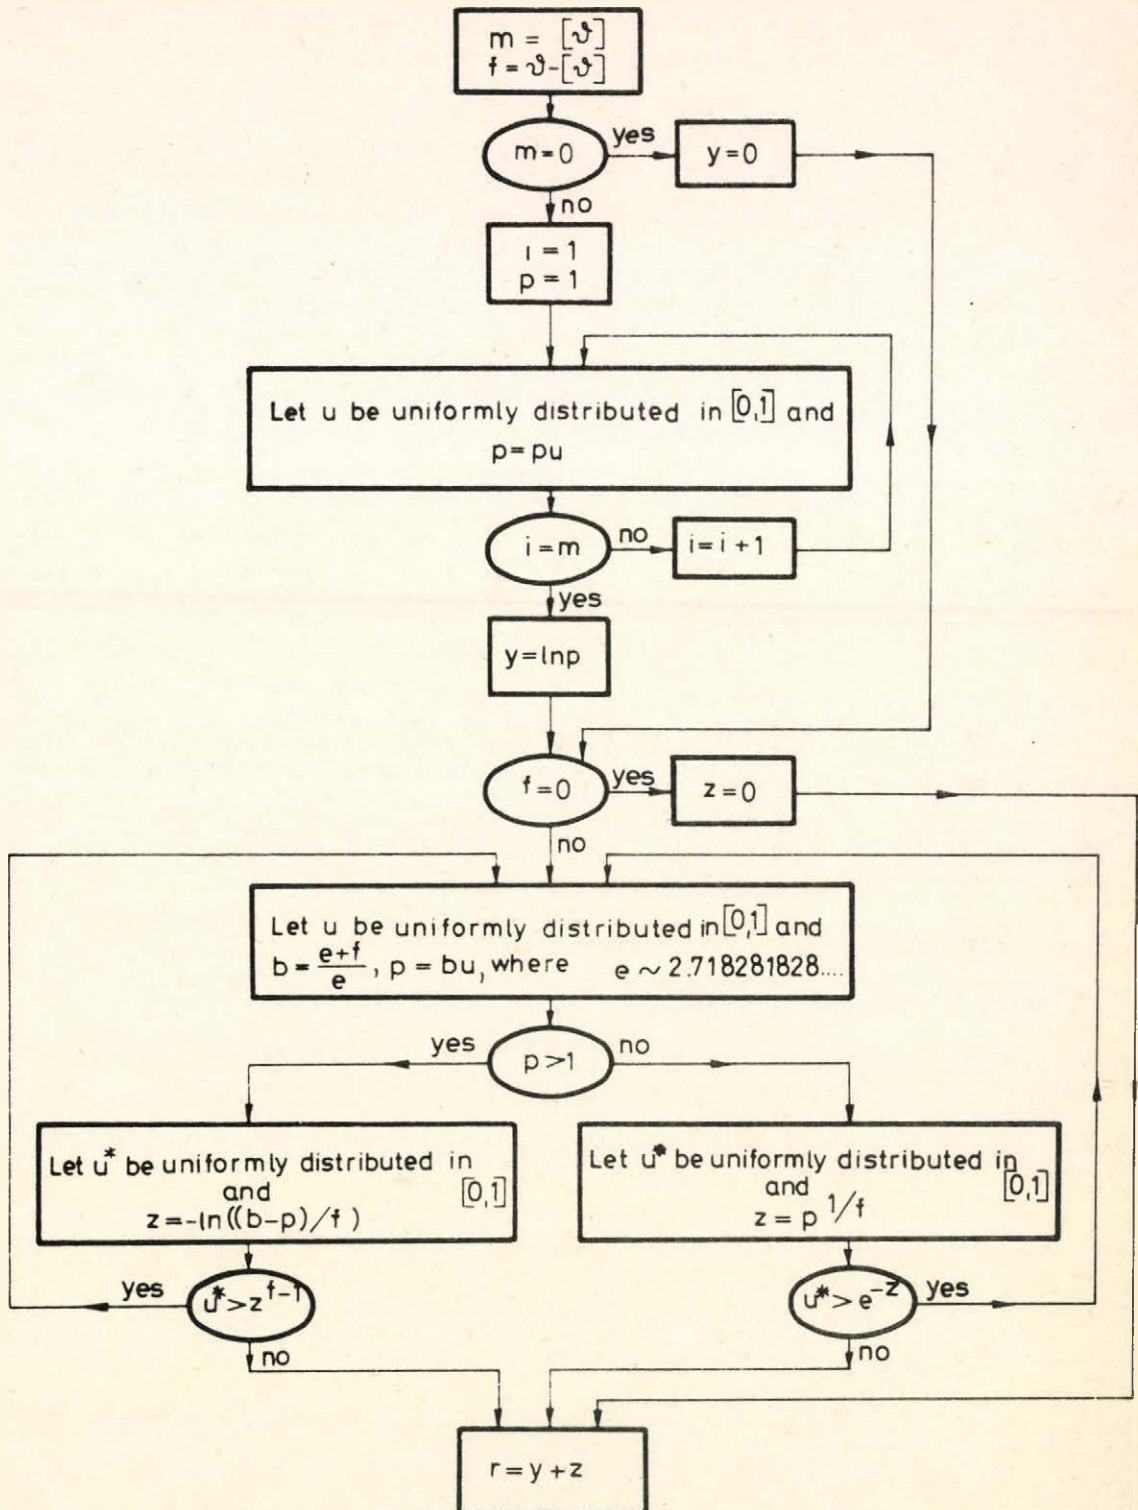 m = [ϑ]
f = ϑ-[ϑ]
m=0
yes
y=0
no
ı = 1
p = 1
Let u be uniformly distributed in [0,1] and
p=pu
i=m
no
i=i+1
yes
y=lnp
f=0
yes
z=0
no
Let u be uniformly distributed in [0,1] and
b = e+f/e, p = bu, where e ~ 2.718281828....
yes
p>1
no
Let u* be uniformly distributed in [0,1]
and
z=-ln((b-p)/f)
Let u* be uniformly distributed in [0,1]
and
z = p^1/f
yes
u*>z^f-1
no
u*>e^-z
yes
no
r=y+z